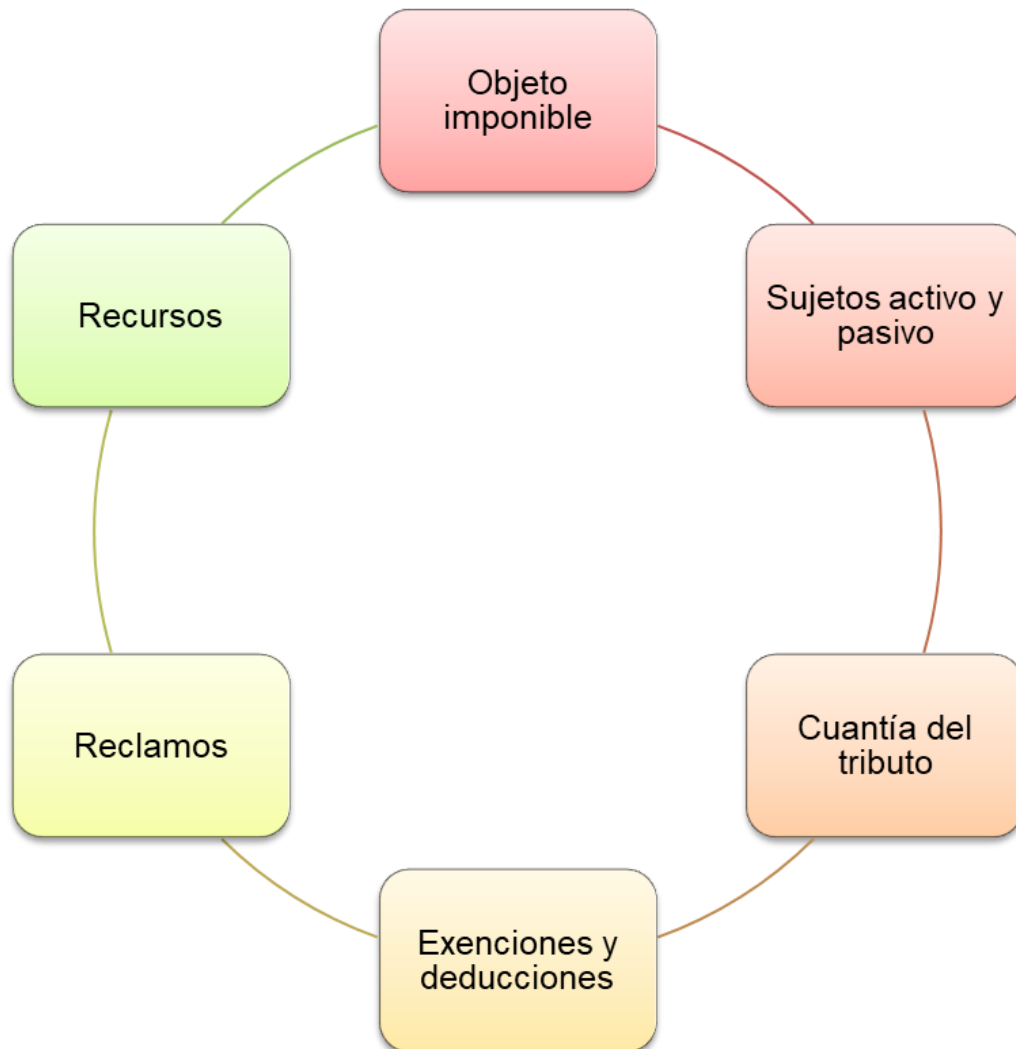 Objeto
imponible
Sujetos activo y
pasivo
Cuantía del
tributo
Exenciones y
deducciones
Reclamos
Recursos